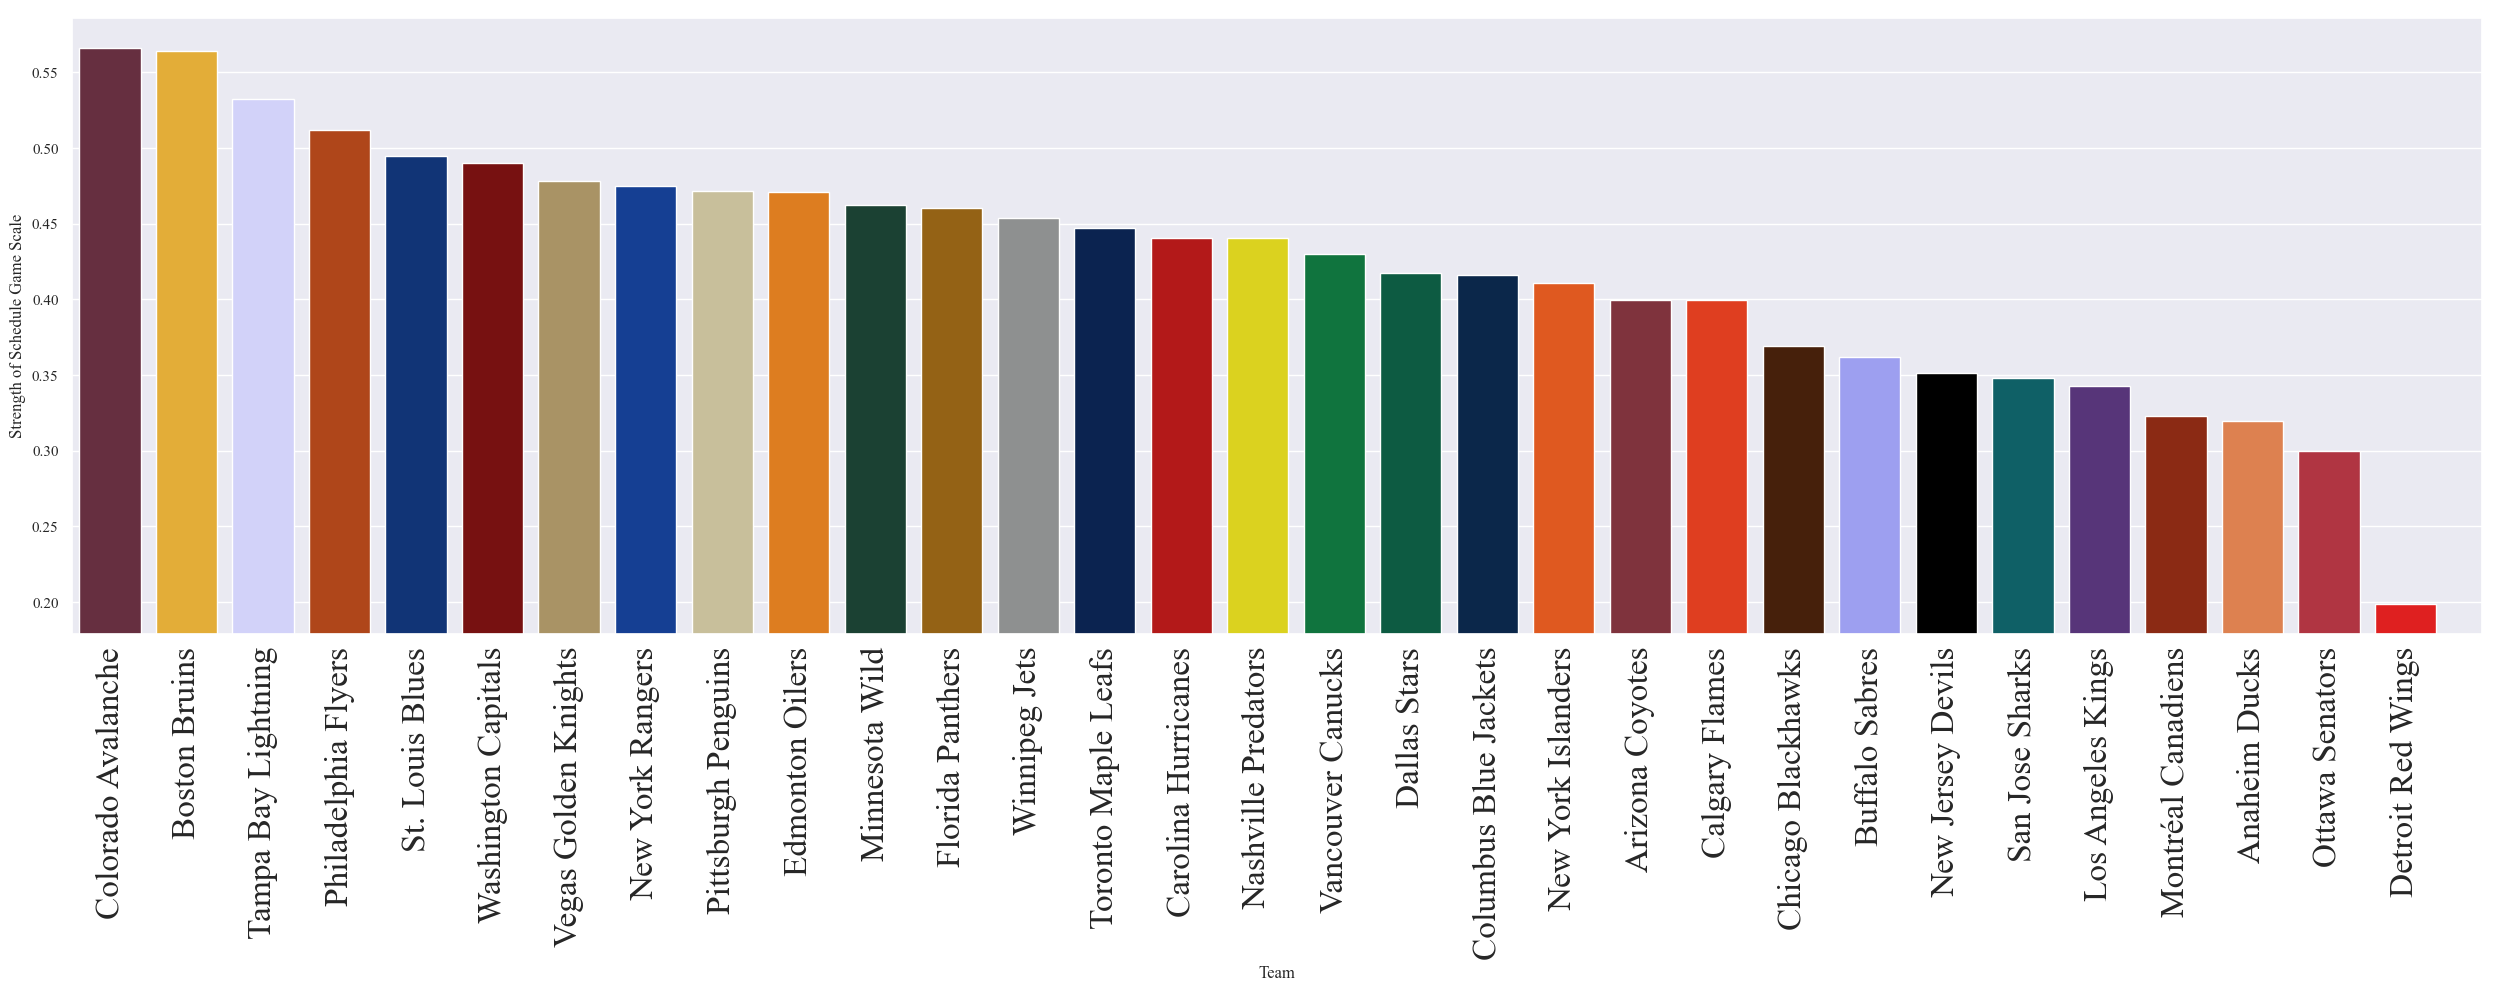 Strength of Schedule Game Scale
0.55
0.50
0.45
0.40
0.35
0.30
0.25
0.20
Colorado Avalanche
Boston Bruins
Tampa Bay Lightning
Philadelphia Flyers
St. Louis Blues
Washington Capitals
Vegas Golden Knights
New York Rangers
Pittsburgh Penguins
Edmonton Oilers
Minnesota Wild
Florida Panthers
Winnipeg Jets
Toronto Maple Leafs
Carolina Hurricanes
Nashville Predators
Vancouver Canucks
Dallas Stars
Columbus Blue Jackets
New York Islanders
Arizona Coyotes
Calgary Flames
Chicago Blackhawks
Buffalo Sabres
New Jersey Devils
San Jose Sharks
Los Angeles Kings
Montréal Canadiens
Anaheim Ducks
Ottawa Senators
Detroit Red Wings
Team